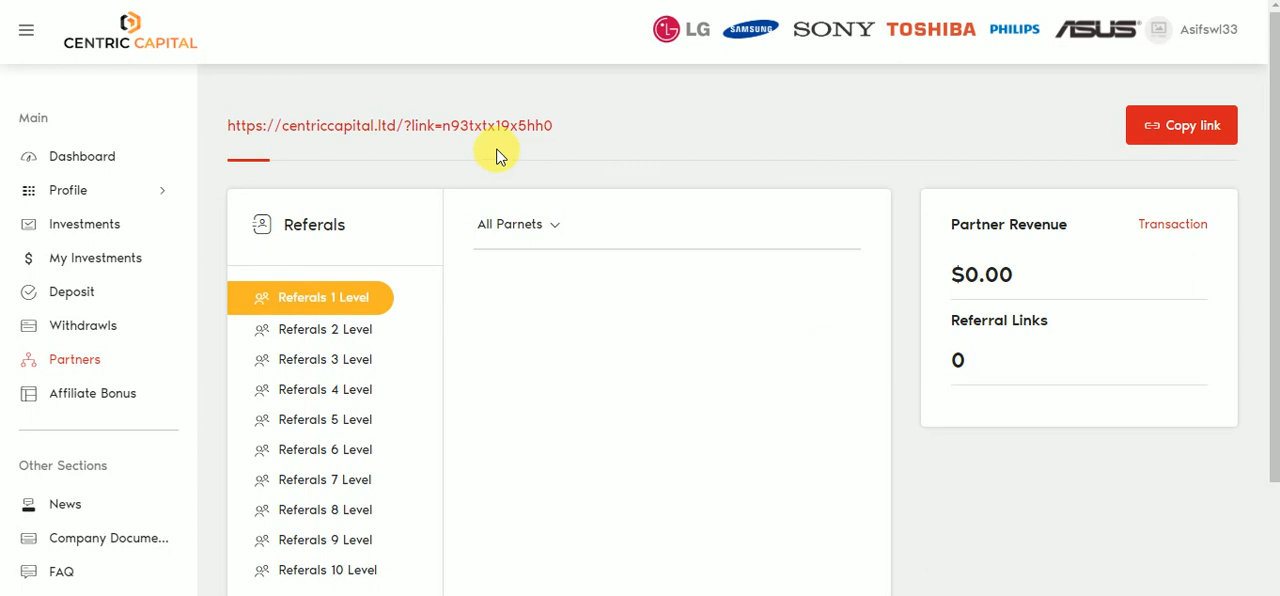 CENTRIC CAPITAL
LG SAMSUNG SONY TOSHIBA PHILIPS ASUS Asifswl33
Main
Dashboard
Profile
Investments
My Investments
Deposit
Withdrawls
Partners
Affiliate Bonus
Other Sections
News
Company Docume...
FAQ
https://centriccapital.ltd/?link=n93txtx19x5hh0
Copy link
Referals
Referals 1 Level
Referals 2 Level
Referals 3 Level
Referals 4 Level
Referals 5 Level
Referals 6 Level
Referals 7 Level
Referals 8 Level
Referals 9 Level
Referals 10 Level
All Parnets
Partner Revenue Transaction
$0.00
Referral Links
0